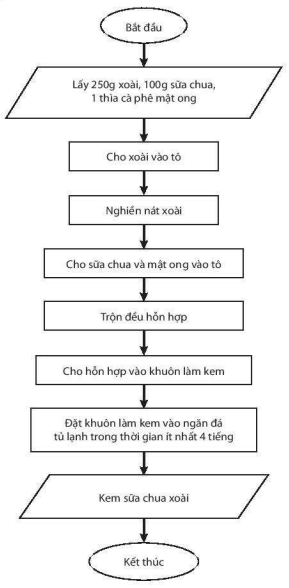 Bắt đầu
Lấy 250g xoài, 100g sữa chua,
1 thìa cà phê mật ong
Cho xoài vào tô
Nghiền nát xoài
Cho sữa chua và mật ong vào tô
Trộn đều hỗn hợp
Cho hỗn hợp vào khuôn làm kem
Đặt khuôn làm kem vào ngăn đá
tủ lạnh trong thời gian ít nhất 4 tiếng
Kem sữa chua xoài
Kết thúc